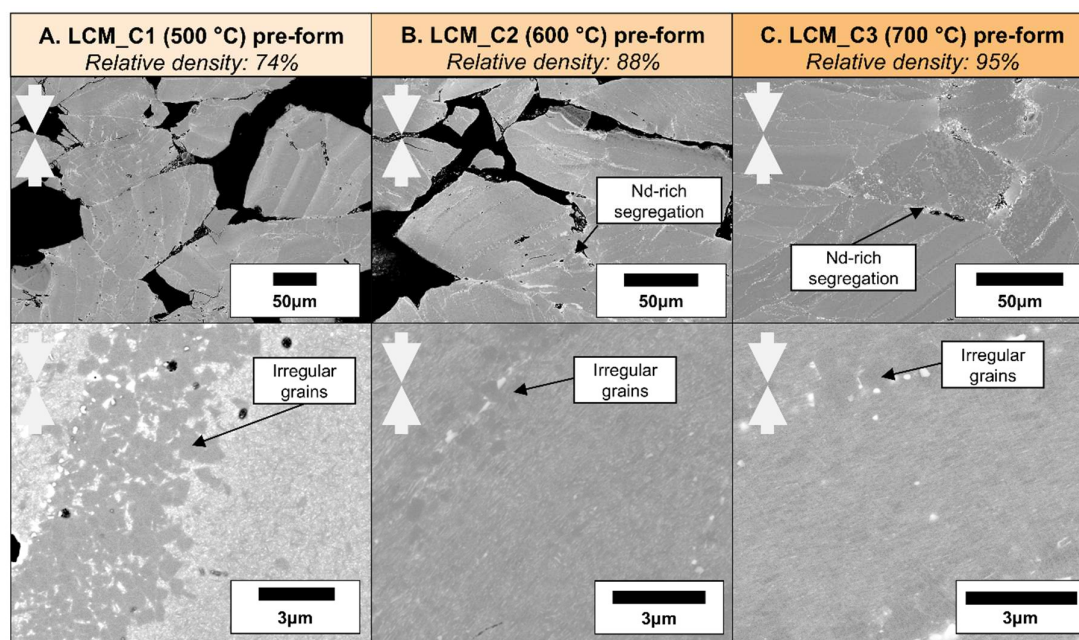 A. LCM_C1 (500 °C) pre-form
Relative density: 74%
B. LCM_C2 (600 °C) pre-form
Relative density: 88%
C. LCM_C3 (700 °C) pre-form
Relative density: 95%
50µm
Nd-rich
segregation
50µm
Nd-rich
segregation
50µm
Irregular
grains
3µm
Irregular
grains
3µm
Irregular
grains
3µm